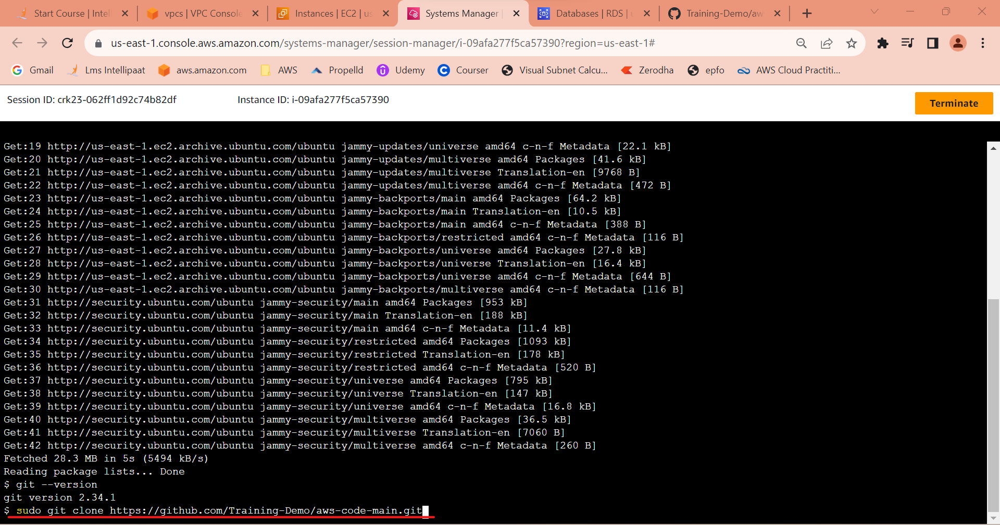 Start Course | Intel
vpcs | VPC Console
Instances | EC2 | us
Systems Manager |
Databases | RDS | u
Training-Demo/aw
us-east-1.console.aws.amazon.com/systems-manager/session-manager/i-09afa277f5ca57390?region=us-east-1#
Gmail
Lms Intellipaat
aws.amazon.com
AWS
Propelld
Udemy
Courser
Visual Subnet Calcu...
Zerodha
epfo
AWS Cloud Practiti...
Session ID: crk23-062ff1d92c74b82df
Instance ID: i-09afa277f5ca57390
Terminate
Get:19 http://us-east-1.ec2.archive.ubuntu.com/ubuntu jammy-updates/universe amd64 c-n-f Metadata [22.1 kB]
Get:20 http://us-east-1.ec2.archive.ubuntu.com/ubuntu jammy-updates/multiverse amd64 Packages [41.6 kB]
Get:21 http://us-east-1.ec2.archive.ubuntu.com/ubuntu jammy-updates/multiverse Translation-en [9768 B]
Get:22 http://us-east-1.ec2.archive.ubuntu.com/ubuntu jammy-updates/multiverse amd64 c-n-f Metadata [472 B]
Get:23 http://us-east-1.ec2.archive.ubuntu.com/ubuntu jammy-backports/main amd64 Packages [64.2 kB]
Get:24 http://us-east-1.ec2.archive.ubuntu.com/ubuntu jammy-backports/main Translation-en [10.5 kB]
Get:25 http://us-east-1.ec2.archive.ubuntu.com/ubuntu jammy-backports/main amd64 c-n-f Metadata [388 B]
Get:26 http://us-east-1.ec2.archive.ubuntu.com/ubuntu jammy-backports/restricted amd64 c-n-f Metadata [116 B]
Get:27 http://us-east-1.ec2.archive.ubuntu.com/ubuntu jammy-backports/universe amd64 Packages [27.8 kB]
Get:28 http://us-east-1.ec2.archive.ubuntu.com/ubuntu jammy-backports/universe Translation-en [16.4 kB]
Get:29 http://us-east-1.ec2.archive.ubuntu.com/ubuntu jammy-backports/universe amd64 c-n-f Metadata [644 B]
Get:30 http://us-east-1.ec2.archive.ubuntu.com/ubuntu jammy-backports/multiverse amd64 c-n-f Metadata [116 B]
Get:31 http://security.ubuntu.com/ubuntu jammy-security/main amd64 Packages [953 kB]
Get:32 http://security.ubuntu.com/ubuntu jammy-security/main Translation-en [188 kB]
Get:33 http://security.ubuntu.com/ubuntu jammy-security/main amd64 c-n-f Metadata [11.4 kB]
Get:34 http://security.ubuntu.com/ubuntu jammy-security/restricted amd64 Packages [1093 kB]
Get:35 http://security.ubuntu.com/ubuntu jammy-security/restricted Translation-en [178 kB]
Get:36 http://security.ubuntu.com/ubuntu jammy-security/restricted amd64 c-n-f Metadata [520 B]
Get:37 http://security.ubuntu.com/ubuntu jammy-security/universe amd64 Packages [795 kB]
Get:38 http://security.ubuntu.com/ubuntu jammy-security/universe Translation-en [147 kB]
Get:39 http://security.ubuntu.com/ubuntu jammy-security/universe amd64 c-n-f Metadata [16.8 kB]
Get:40 http://security.ubuntu.com/ubuntu jammy-security/multiverse amd64 Packages [36.5 kB]
Get:41 http://security.ubuntu.com/ubuntu jammy-security/multiverse Translation-en [7060 B]
Get:42 http://security.ubuntu.com/ubuntu jammy-security/multiverse amd64 c-n-f Metadata [260 B]
Fetched 28.3 MB in 5s (5494 kB/s)
Reading package lists... Done
$ git --version
git version 2.34.1
$ sudo git clone https://github.com/Training-Demo/aws-code-main.git